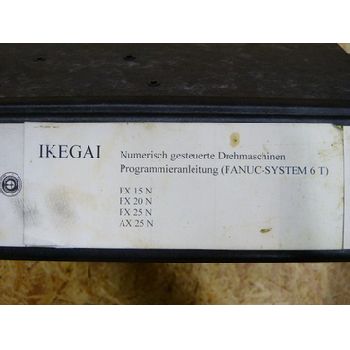 IKEGAI
Numerisch gesteuerte Drehmaschinen
Programmieranleitung (FANUC-SYSTEM 6 T)
FX 15 N
FX 20 N
FX 25 N
AX 25 N